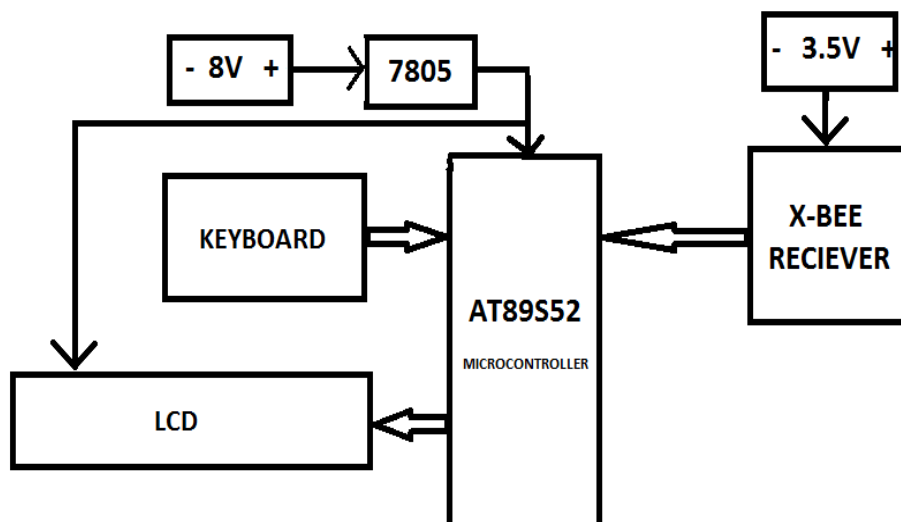 - 8V +
7805
- 3.5V +
KEYBOARD
X-BEE
RECIEVER
AT89S52
MICROCONTROLLER
LCD